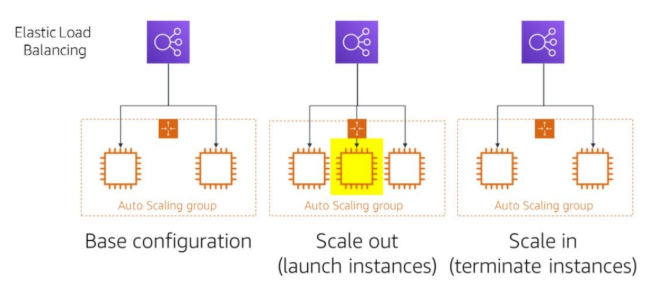 Elastic Load
Balancing
Auto Scaling group
Auto Scaling group
Auto Scaling group
Base configuration
Scale out
(launch instances)
Scale in
(terminate instances)